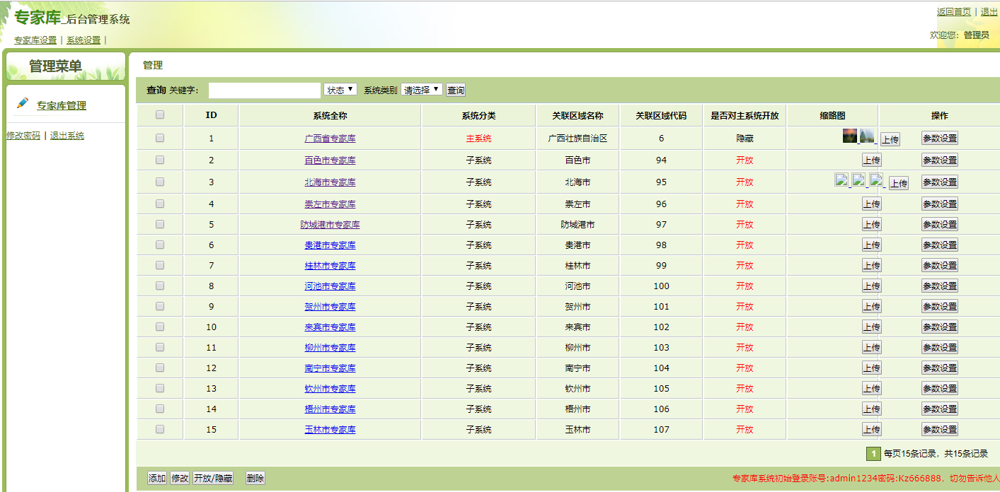 专家库_后台管理系统
返回首页 | 退出
专家库设置 | 系统设置 |
欢迎您：管理员
管理菜单
专家库管理
修改密码 | 退出系统
管理
查询 关键字： 状态 系统类别 请选择 查询
ID 系统全称 系统分类 关联区域名称 关联区域代码 是否对主系统开放 缩略图 操作
1 广西省专家库 主系统 广西壮族自治区 6 隐藏 上传 参数设置
2 百色市专家库 子系统 百色市 94 开放 上传 参数设置
3 北海市专家库 子系统 北海市 95 开放 上传 参数设置
4 崇左市专家库 子系统 崇左市 96 开放 上传 参数设置
5 防城港市专家库 子系统 防城港市 97 开放 上传 参数设置
6 贵港市专家库 子系统 贵港市 98 开放 上传 参数设置
7 桂林市专家库 子系统 桂林市 99 开放 上传 参数设置
8 河池市专家库 子系统 河池市 100 开放 上传 参数设置
9 贺州市专家库 子系统 贺州市 101 开放 上传 参数设置
10 来宾市专家库 子系统 来宾市 102 开放 上传 参数设置
11 柳州市专家库 子系统 柳州市 103 开放 上传 参数设置
12 南宁市专家库 子系统 南宁市 104 开放 上传 参数设置
13 钦州市专家库 子系统 钦州市 105 开放 上传 参数设置
14 梧州市专家库 子系统 梧州市 106 开放 上传 参数设置
15 玉林市专家库 子系统 玉林市 107 开放 上传 参数设置
1 每页15条记录，共15条记录
添加 修改 开放/隐藏 删除
专家库系统初始登录账号:admin1234密码:Kz666888，切勿告诉他人